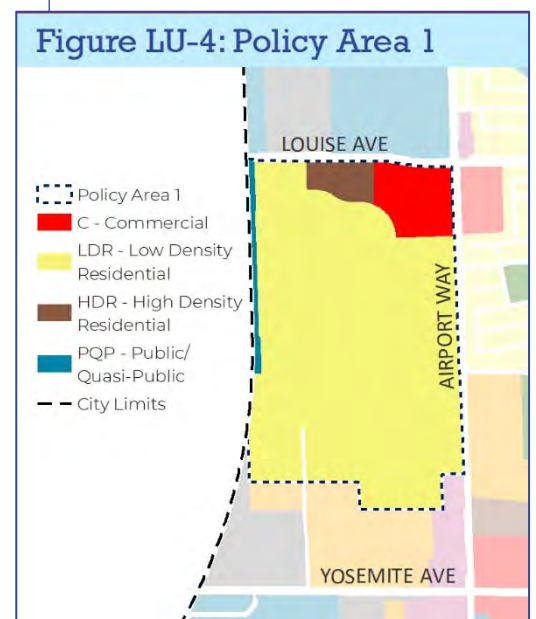 Figure LU-4: Policy Area 1
LOUISE AVE
Policy Area 1
C - Commercial
LDR - Low Density
Residential
HDR - High Density
Residential
PQP - Public/
Quasi-Public
City Limits
AIRPORT WAY
YOSEMITE AVE